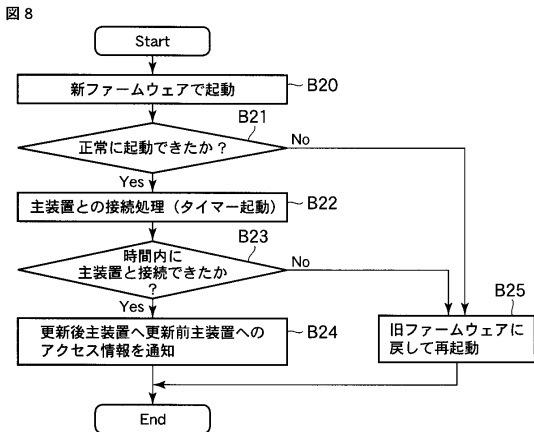 図8
Start
新ファームウェアで起動
B20
B21
正常に起動できたか？
No
Yes
主装置との接続処理（タイマー起動）
B22
B23
時間内に
主装置と接続できたか
？
No
Yes
更新後主装置へ更新前主装置への
アクセス情報を通知
B24
B25
旧ファームウェアに
戻して再起動
End